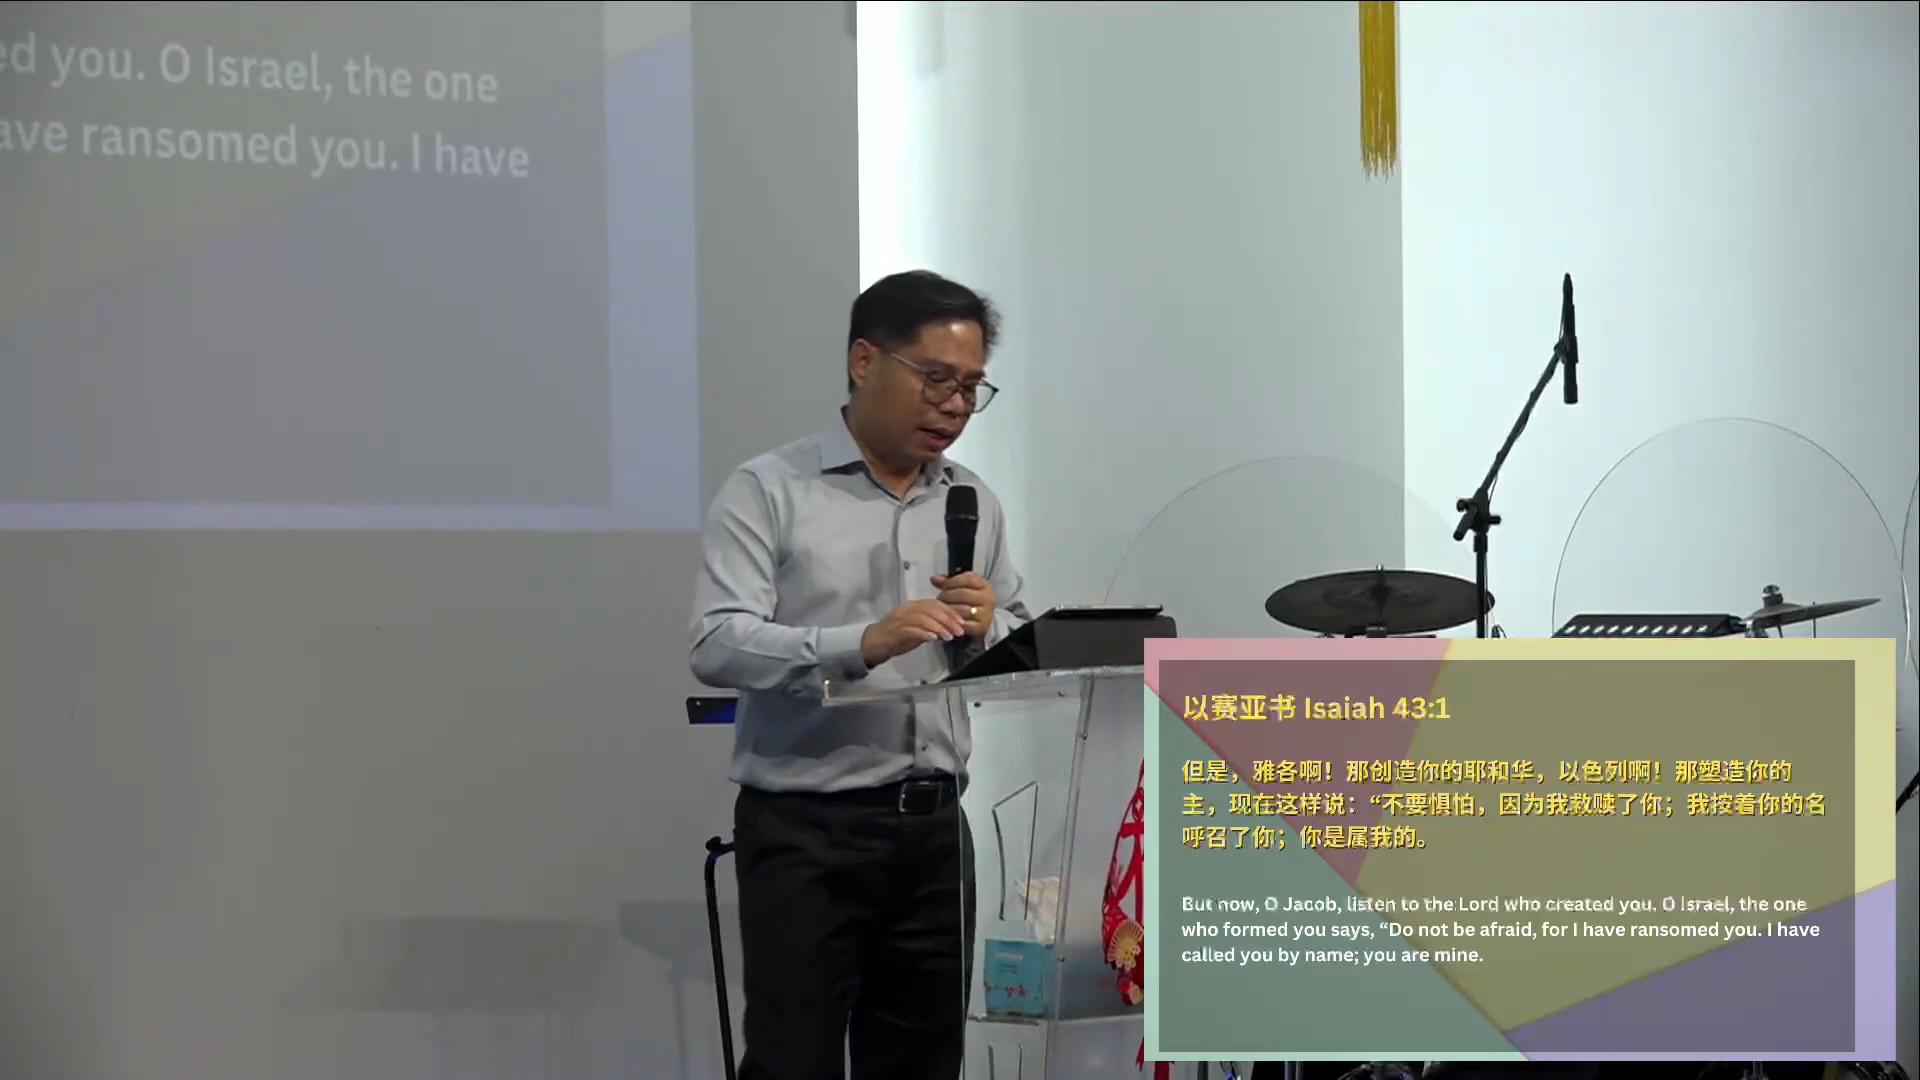 ed you. O Israel, the one
ave ransomed you. I have
以赛亚书 Isaiah 43:1
但是，雅各啊！那创造你的耶和华，以色列啊！那塑造你的
主，现在这样说：“不要惧怕，因为我救赎了你；我按着你的名
呼召了你；你是属我的。
But now, O Jacob, listen to the Lord who created you. O Israel, the one
who formed you says, “Do not be afraid, for I have ransomed you. I have
called you by name; you are mine.